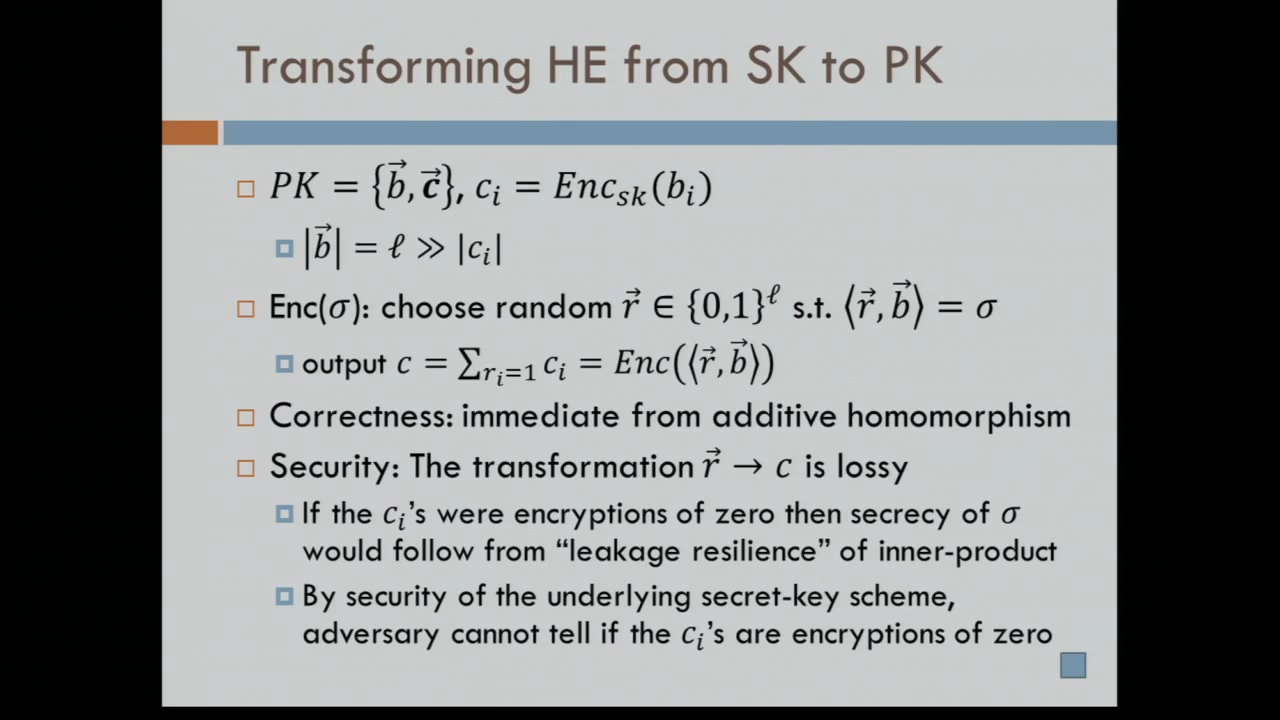 Transforming HE from SK to PK
PK = {b⃗, c⃗}, cᵢ = Enc_sk(bᵢ)
|b⃗| = ℓ ≫ |cᵢ|
Enc(σ): choose random r⃗ ∈ {0,1}^ℓ s.t. ⟨r⃗, b⃗⟩ = σ
output c = ∑_{rᵢ=1} cᵢ = Enc(⟨r⃗, b⃗⟩)
Correctness: immediate from additive homomorphism
Security: The transformation r⃗ → c is lossy
If the cᵢ's were encryptions of zero then secrecy of σ
would follow from “leakage resilience” of inner-product
By security of the underlying secret-key scheme,
adversary cannot tell if the cᵢ's are encryptions of zero